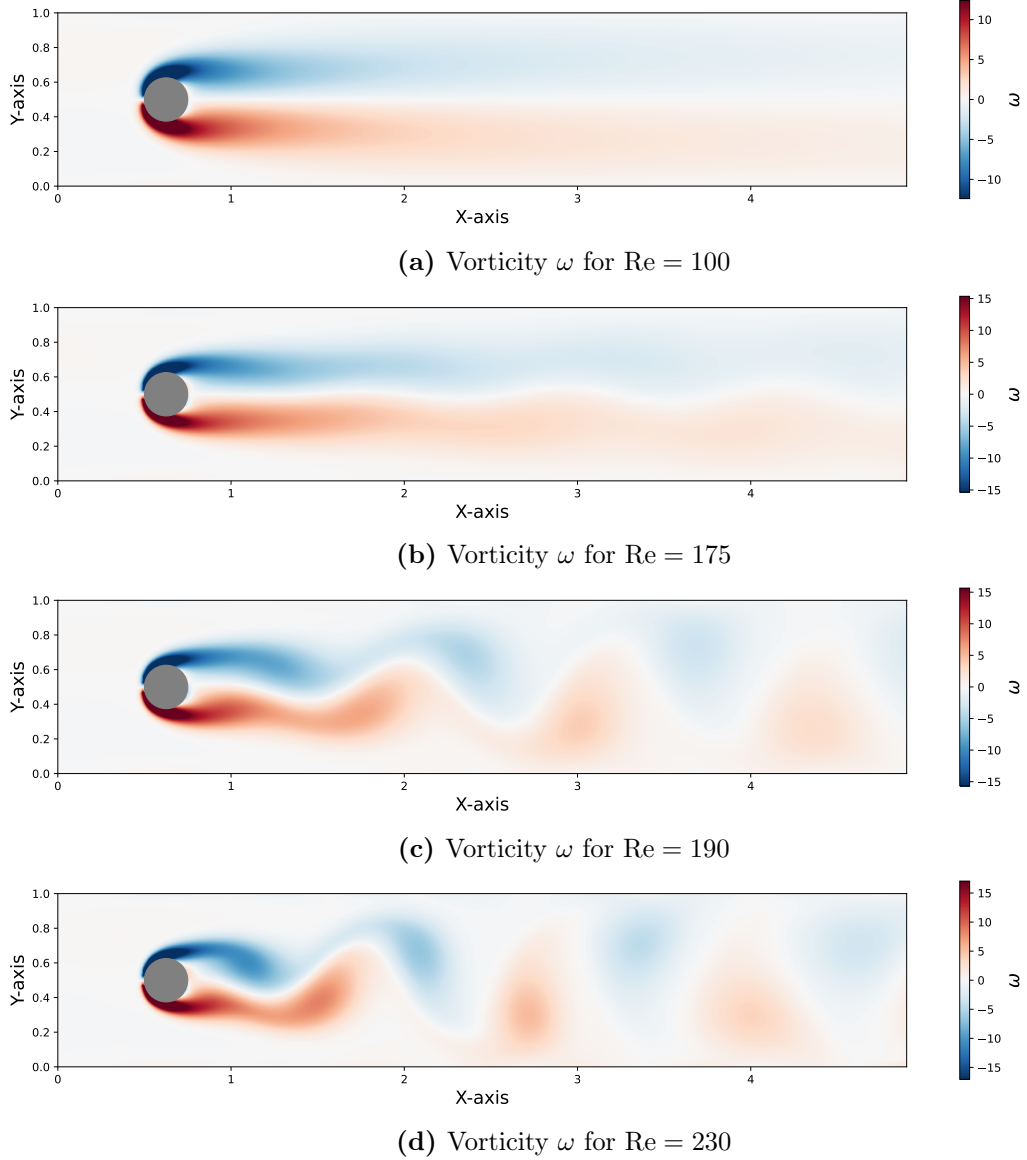 1.0
0.8
0.6
0.4
0.2
0.0
Y-axis
0 1 2 3 4
X-axis
10
5
0
−5
−10
ω
(a) Vorticity ω for Re = 100
1.0
0.8
0.6
0.4
0.2
0.0
Y-axis
0 1 2 3 4
X-axis
15
10
5
0
−5
−10
−15
ω
(b) Vorticity ω for Re = 175
1.0
0.8
0.6
0.4
0.2
0.0
Y-axis
0 1 2 3 4
X-axis
15
10
5
0
−5
−10
−15
ω
(c) Vorticity ω for Re = 190
1.0
0.8
0.6
0.4
0.2
0.0
Y-axis
0 1 2 3 4
X-axis
15
10
5
0
−5
−10
−15
ω
(d) Vorticity ω for Re = 230